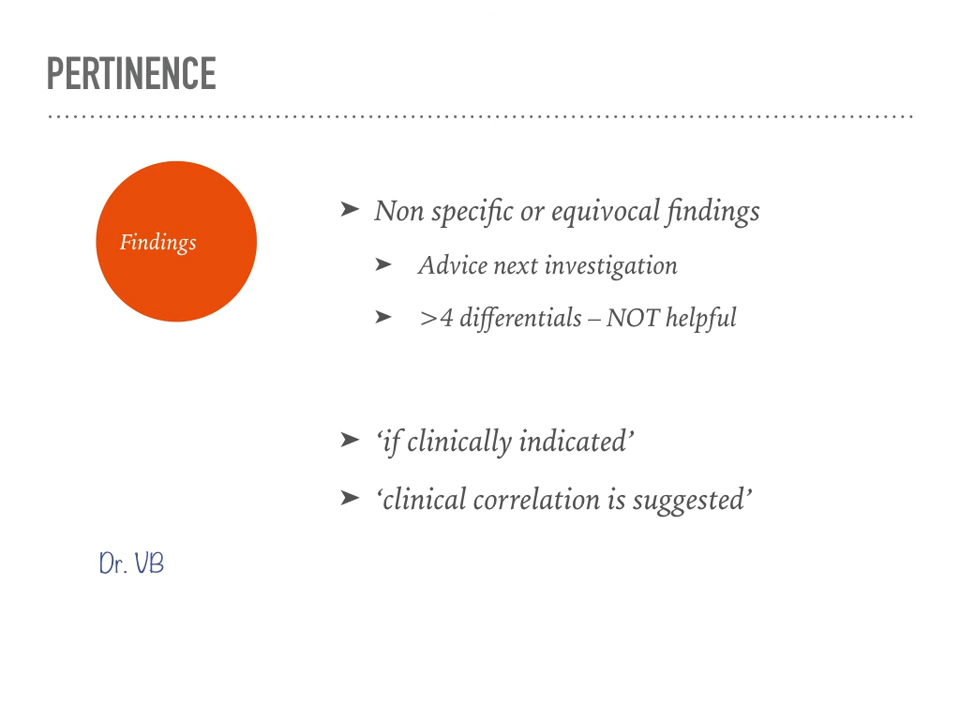 PERTINENCE
Findings
➤ Non specific or equivocal findings
➤ Advice next investigation
➤ >4 differentials – NOT helpful
➤ ‘if clinically indicated’
➤ ‘clinical correlation is suggested’
Dr. VB